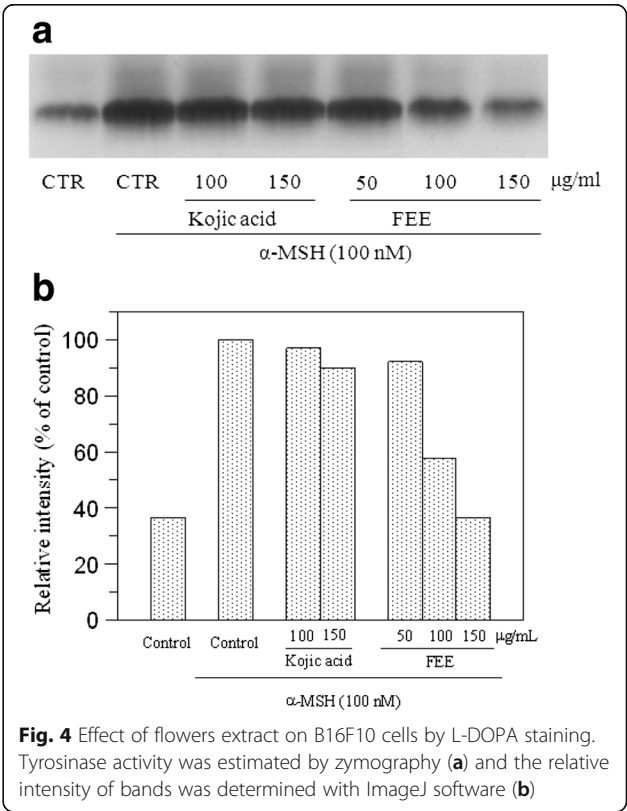 a
CTR CTR 100 150 50 100 150 μg/ml
Kojic acid FEE
α-MSH (100 nM)
b
Relative intensity (% of control)
100
80
60
40
20
0
Control Control 100 150 50 100 150 μg/mL
Kojic acid FEE
α-MSH (100 nM)
Fig. 4 Effect of flowers extract on B16F10 cells by L-DOPA staining.
Tyrosinase activity was estimated by zymography (a) and the relative
intensity of bands was determined with ImageJ software (b)